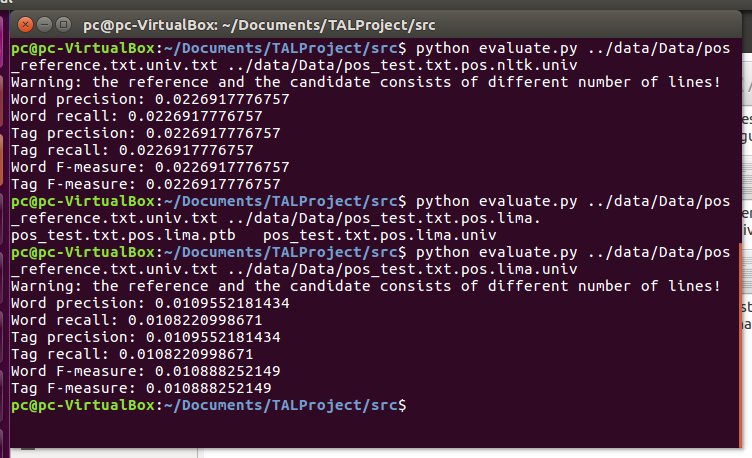 pc@pc-VirtualBox: ~/Documents/TALProject/src
pc@pc-VirtualBox:~/Documents/TALProject/src$ python evaluate.py ../data/Data/pos
_reference.txt.univ.txt ../data/Data/pos_test.txt.pos.nltk.univ
Warning: the reference and the candidate consists of different number of lines!
Word precision: 0.0226917776757
Word recall: 0.0226917776757
Tag precision: 0.0226917776757
Tag recall: 0.0226917776757
Word F-measure: 0.0226917776757
Tag F-measure: 0.0226917776757
pc@pc-VirtualBox:~/Documents/TALProject/src$ python evaluate.py ../data/Data/pos
_reference.txt.univ.txt ../data/Data/pos_test.txt.pos.lima.
pos_test.txt.pos.lima.ptb   pos_test.txt.pos.lima.univ
pc@pc-VirtualBox:~/Documents/TALProject/src$ python evaluate.py ../data/Data/pos
_reference.txt.univ.txt ../data/Data/pos_test.txt.pos.lima.univ
Warning: the reference and the candidate consists of different number of lines!
Word precision: 0.0109552181434
Word recall: 0.0108220998671
Tag precision: 0.0109552181434
Tag recall: 0.0108220998671
Word F-measure: 0.010888252149
Tag F-measure: 0.010888252149
pc@pc-VirtualBox:~/Documents/TALProject/src$